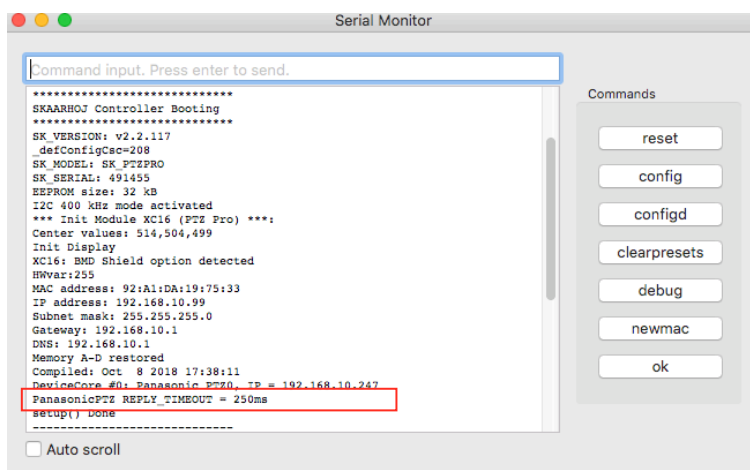 Serial Monitor
Command input. Press enter to send.
******************************
SKAARHOJ Controller Booting
******************************
SK_VERSION: v2.2.117
_defConfigCsc=208
SK_MODEL: SK_PTZPRO
SK_SERIAL: 491455
EEPROM size: 32 kB
I2C 400 kHz mode activated
*** Init Module XC16 (PTZ Pro) ***:
Center values: 514,504,499
Init Display
XC16: BMD Shield option detected
HWvar:255
MAC address: 92:A1:DA:19:75:33
IP address: 192.168.10.99
Subnet mask: 255.255.255.0
Gateway: 192.168.10.1
DNS: 192.168.10.1
Memory A-D restored
Compiled: Oct  8 2018 17:38:11
DeviceCore #0: Panasonic PTZ0, IP = 192.168.10.247
PanasonicPTZ REPLY_TIMEOUT = 250ms
setup() Done
------------------------------
Auto scroll
Commands
reset
config
configd
clearpresets
debug
newmac
ok